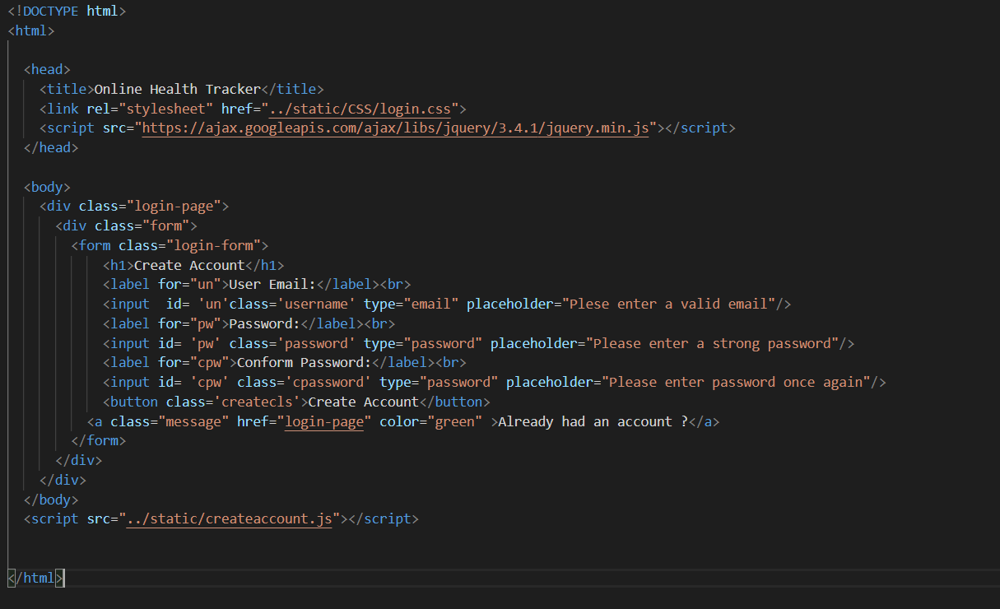 <!DOCTYPE html>
<html>
<head>
<title>Online Health Tracker</title>
<link rel="stylesheet" href="../static/CSS/login.css">
<script src="https://ajax.googleapis.com/ajax/libs/jquery/3.4.1/jquery.min.js"></script>
</head>
<body>
<div class="login-page">
<div class="form">
<form class="login-form">
<h1>Create Account</h1>
<label for="un">User Email:</label><br>
<input  id= 'un'class='username' type="email" placeholder="Plese enter a valid email"/>
<label for="pw">Password:</label><br>
<input id= 'pw' class='password' type="password" placeholder="Please enter a strong password"/>
<label for="cpw">Conform Password:</label><br>
<input id= 'cpw' class='cpassword' type="password" placeholder="Please enter password once again"/>
<button class='createcls'>Create Account</button>
<a class="message" href="login-page" color="green" >Already had an account ?</a>
</form>
</div>
</div>
</body>
<script src="../static/createaccount.js"></script>
</html>